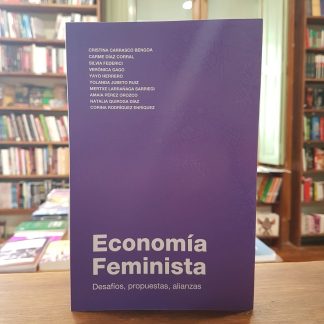 CRISTINA CARRASCO BENGOA
CARME DÍAZ CORRAL
SILVIA FEDERICI
VERÓNICA GAGO
YAYO HERRERO
YOLANDA JUBETO RUIZ
MERTXE LARRAÑAGA SARRIEGI
AMAIA PÉREZ OROZCO
NATALIA QUIROGA DÍAZ
CORINA RODRÍGUEZ ENRÍQUEZ
Economía
Feminista
Desafíos, propuestas, alianzas